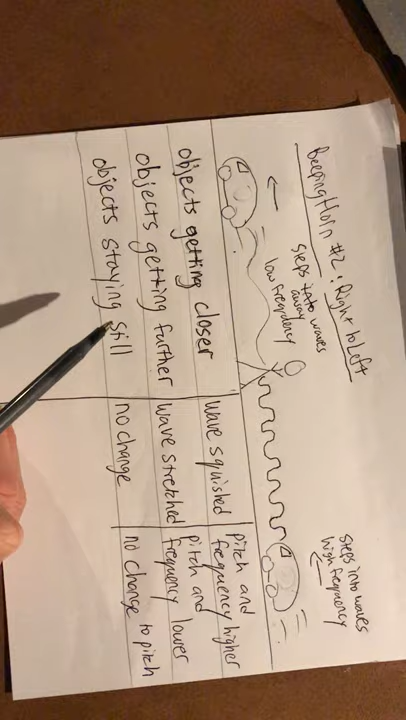 Beeping Horn #2: Right to Left
steps into waves
away
low frequency
steps into waves
high frequency
objects getting closer wave squished pitch and frequency higher
objects getting further wave stretched pitch and frequency lower
objects staying still no change no change to pitch